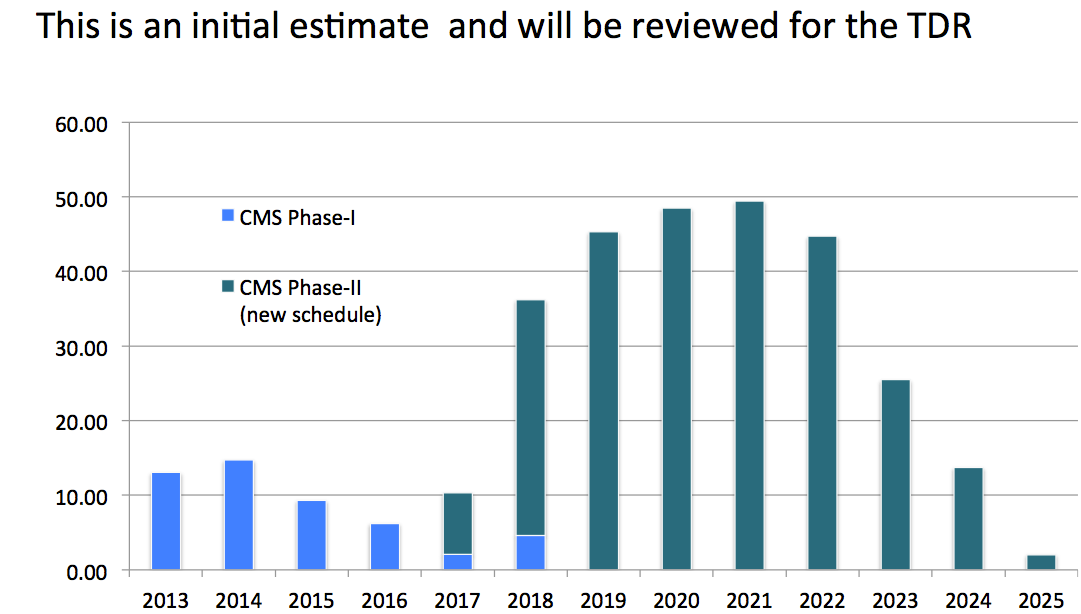 This is an initial estimate  and will be reviewed for the TDR
60.00
50.00
CMS Phase-I
40.00
CMS Phase-II
(new schedule)
30.00
20.00
10.00
0.00
2013 2014 2015 2016 2017 2018 2019 2020 2021 2022 2023 2024 2025